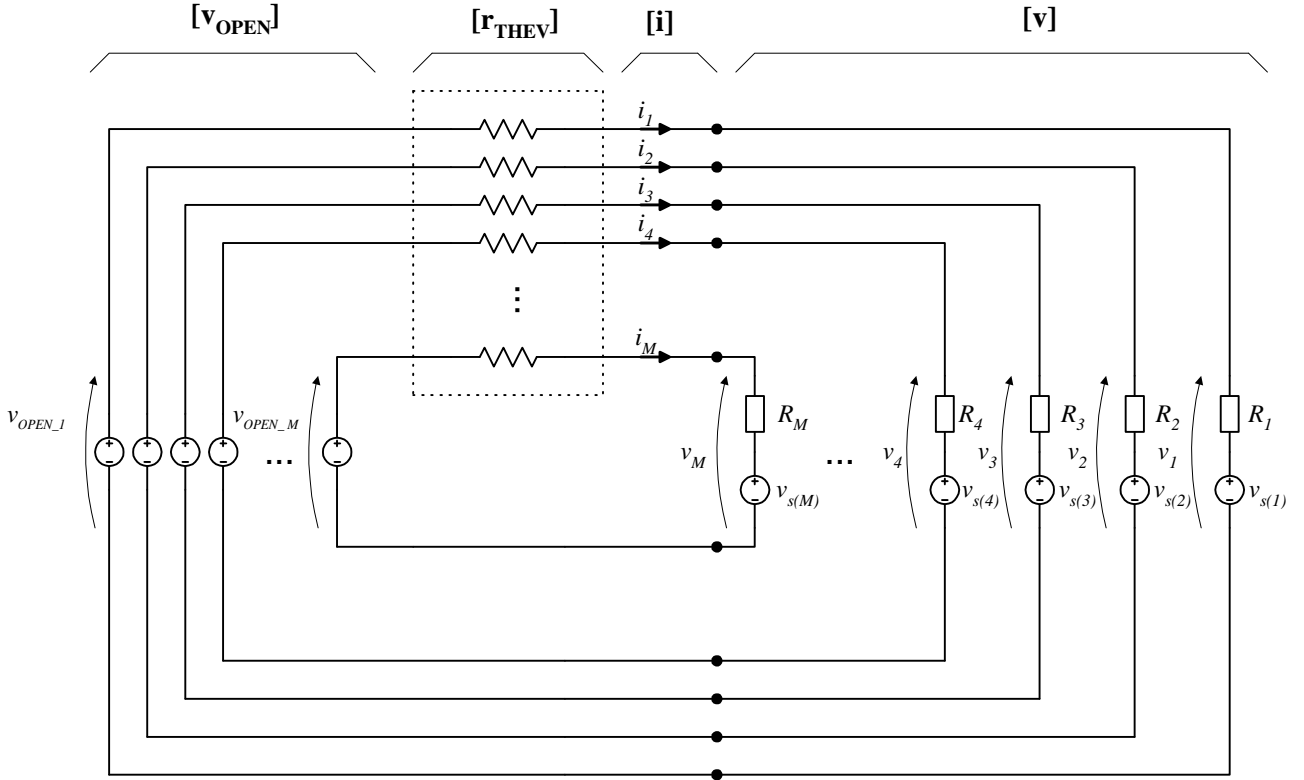 [v_OPEN] [r_THEV] [i] [v]
i_1
i_2
i_3
i_4
...
i_M
v_OPEN_1 v_OPEN_M R_M R_4 R_3 R_2 R_1
... v_M ... v_4 v_3 v_2 v_1
v_s(M) v_s(4) v_s(3) v_s(2) v_s(1)